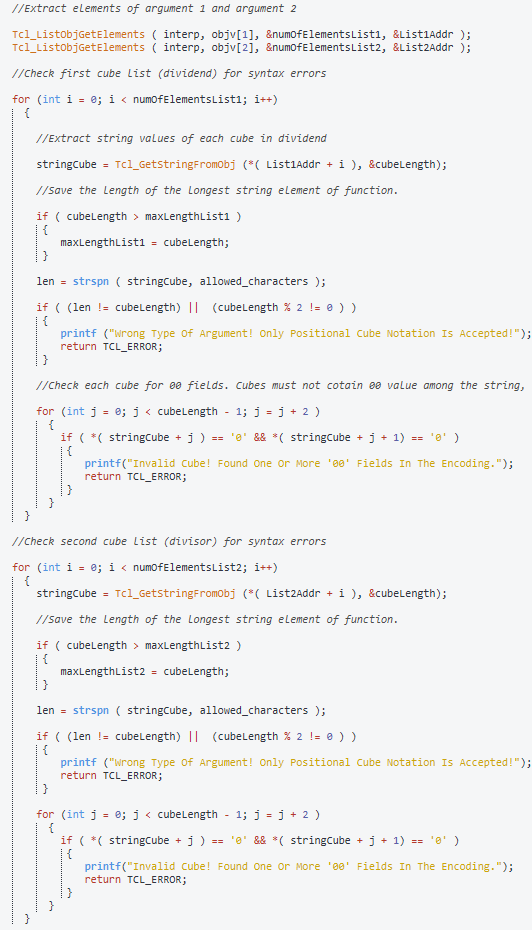 //Extract elements of argument 1 and argument 2
Tcl_ListObjGetElements ( interp, objv[1], &numOfElementsList1, &List1Addr );
Tcl_ListObjGetElements ( interp, objv[2], &numOfElementsList2, &List2Addr );
//Check first cube list (dividend) for syntax errors
for (int i = 0; i < numOfElementsList1; i++)
{
//Extract string values of each cube in dividend
stringCube = Tcl_GetStringFromObj (*( List1Addr + i ), &cubeLength);
//Save the length of the longest string element of function.
if ( cubeLength > maxLengthList1 )
{
maxLengthList1 = cubeLength;
}
len = strspn ( stringCube, allowed_characters );
if ( (len != cubeLength) || (cubeLength % 2 != 0 ) )
{
printf ("Wrong Type Of Argument! Only Positional Cube Notation Is Accepted!");
return TCL_ERROR;
}
//Check each cube for 00 fields. Cubes must not cotain 00 value among the string,
for (int j = 0; j < cubeLength - 1; j = j + 2 )
{
if ( *( stringCube + j ) == '0' && *( stringCube + j + 1) == '0' )
{
printf("Invalid Cube! Found One Or More '00' Fields In The Encoding.");
return TCL_ERROR;
}
}
}
//Check second cube list (divisor) for syntax errors
for (int i = 0; i < numOfElementsList2; i++)
{
stringCube = Tcl_GetStringFromObj (*( List2Addr + i ), &cubeLength);
//Save the length of the longest string element of function.
if ( cubeLength > maxLengthList2 )
{
maxLengthList2 = cubeLength;
}
len = strspn ( stringCube, allowed_characters );
if ( (len != cubeLength) || (cubeLength % 2 != 0 ) )
{
printf ("Wrong Type Of Argument! Only Positional Cube Notation Is Accepted!");
return TCL_ERROR;
}
for (int j = 0; j < cubeLength - 1; j = j + 2 )
{
if ( *( stringCube + j ) == '0' && *( stringCube + j + 1) == '0' )
{
printf("Invalid Cube! Found One Or More '00' Fields In The Encoding.");
return TCL_ERROR;
}
}
}